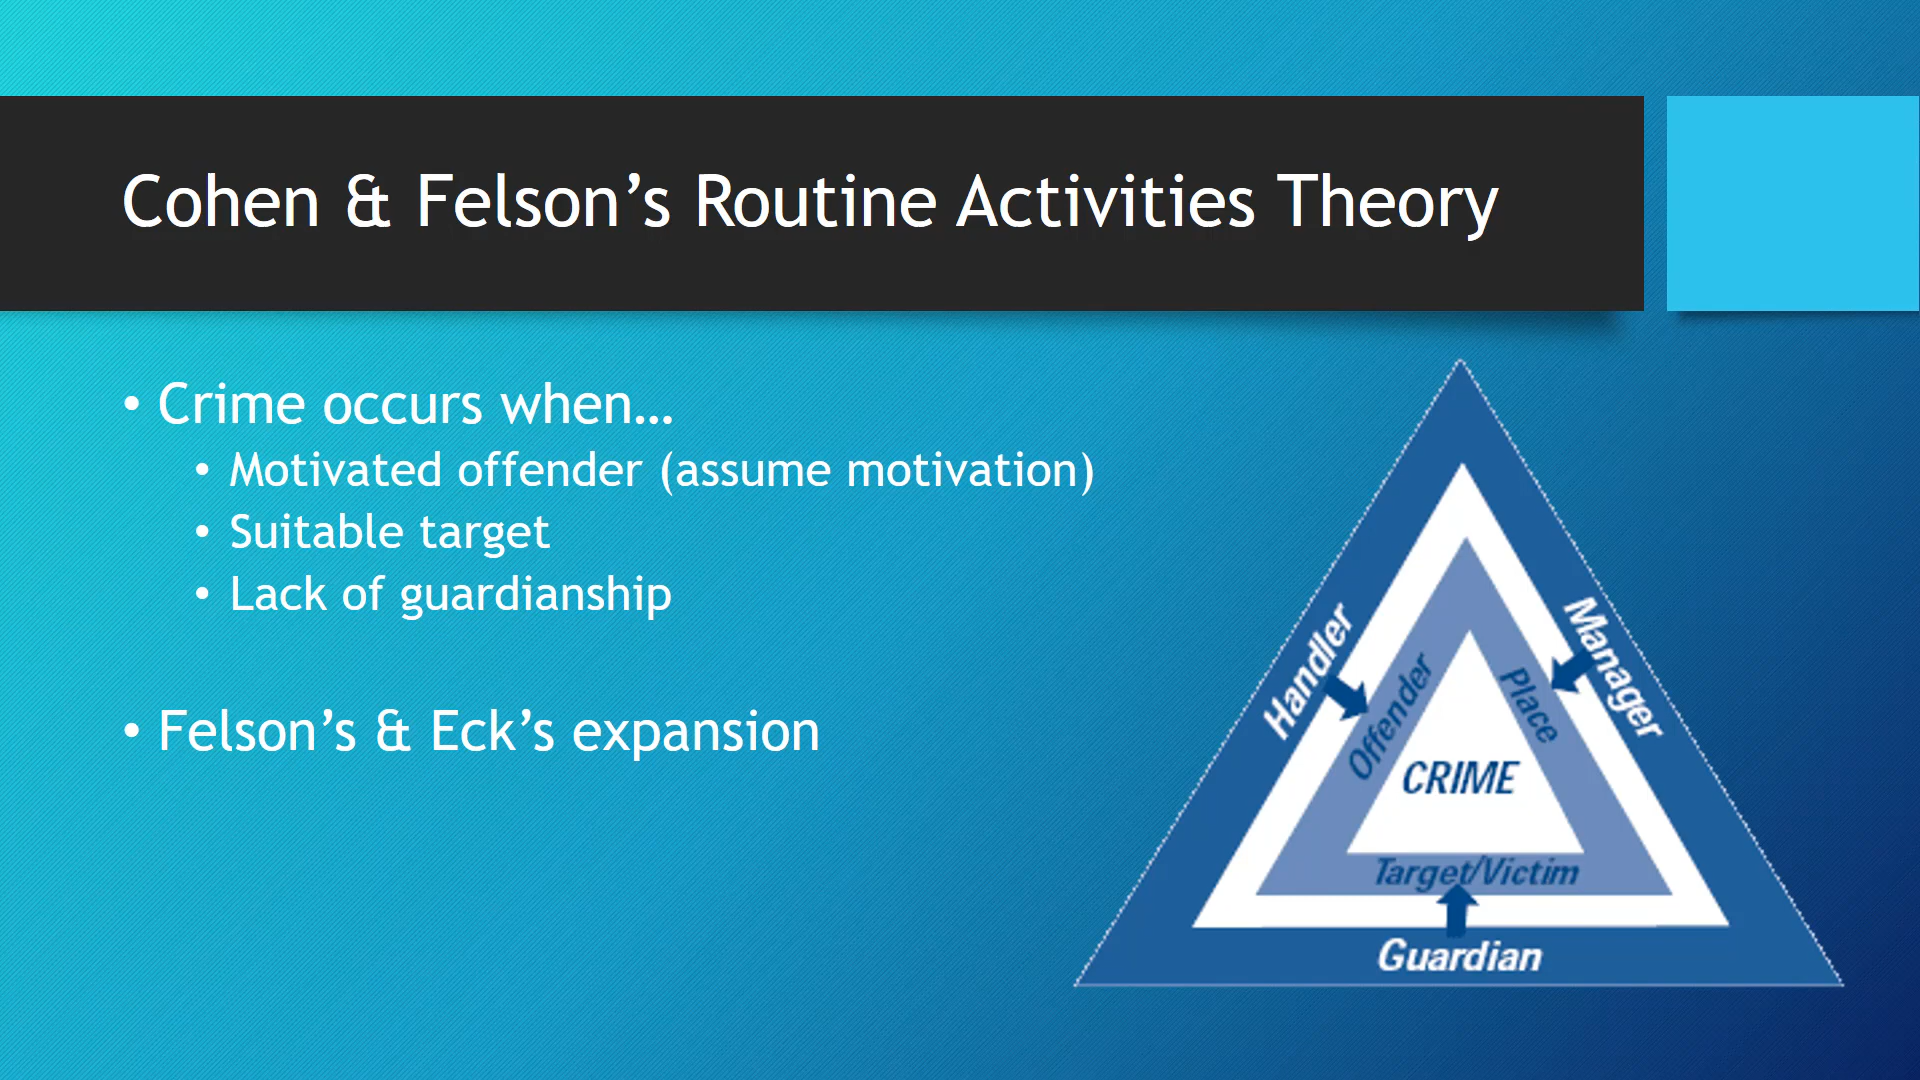 Cohen & Felson’s Routine Activities Theory
• Crime occurs when…
• Motivated offender (assume motivation)
• Suitable target
• Lack of guardianship
• Felson’s & Eck’s expansion
Handler
Manager
Offender
Place
CRIME
Target/Victim
Guardian